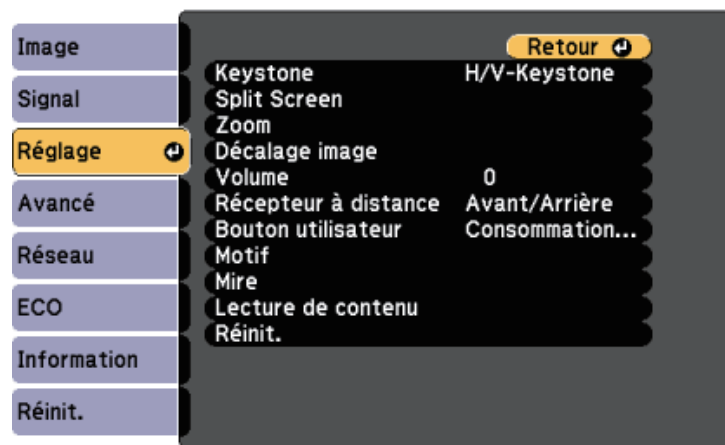 Image
Signal
Réglage
Avancé
Réseau
ECO
Information
Réinit.
Retour
Keystone H/V-Keystone
Split Screen
Zoom
Décalage image
Volume 0
Récepteur à distance Avant/Arrière
Bouton utilisateur Consommation...
Motif
Mire
Lecture de contenu
Réinit.